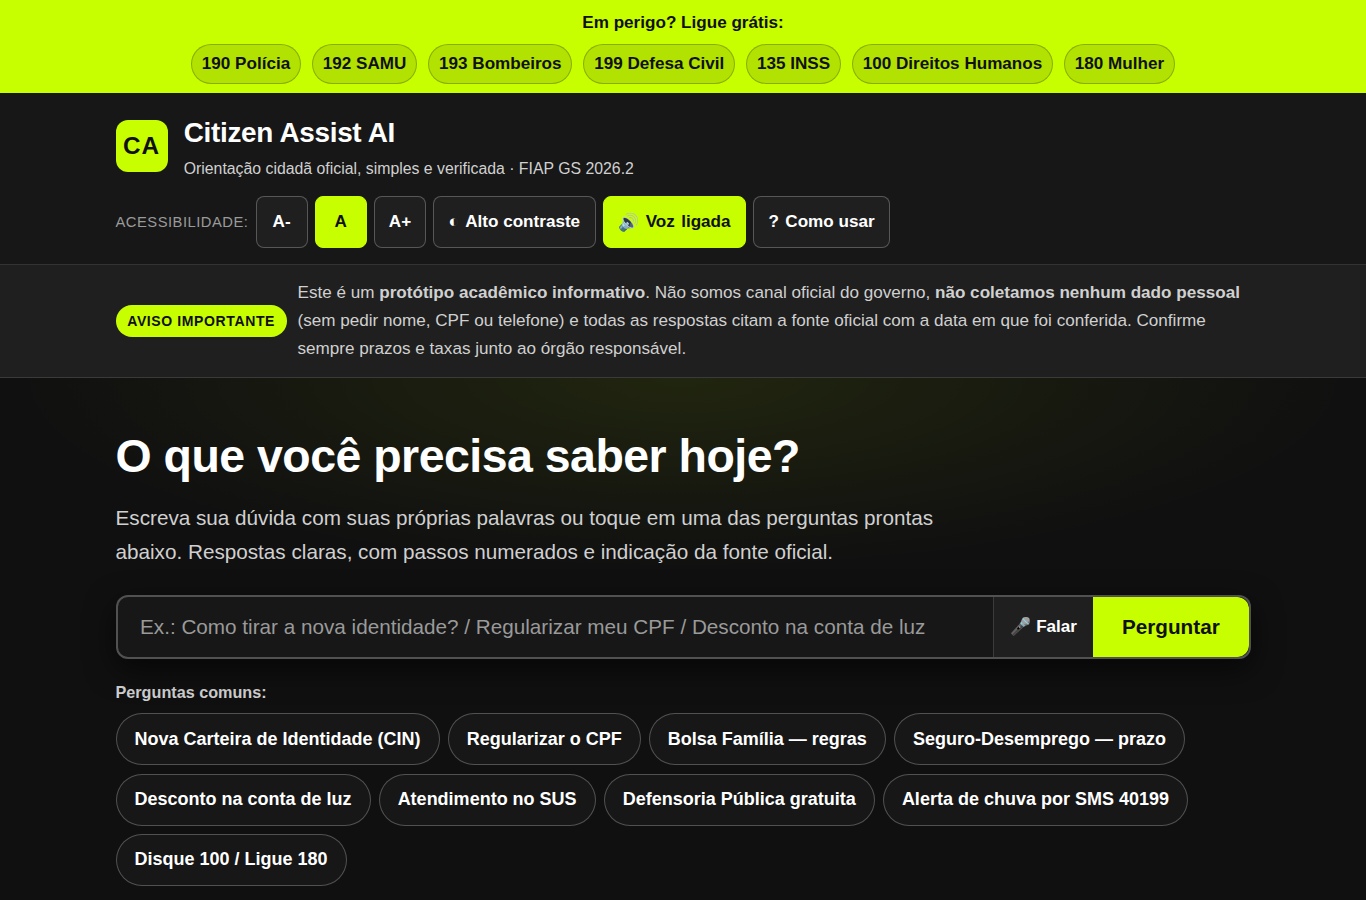 Em perigo? Ligue grátis:
190 Polícia 192 SAMU 193 Bombeiros 199 Defesa Civil 135 INSS 100 Direitos Humanos 180 Mulher
CA
Citizen Assist AI
Orientação cidadã oficial, simples e verificada · FIAP GS 2026.2
ACESSIBILIDADE: A- A A+ Alto contraste Voz ligada ? Como usar
AVISO IMPORTANTE
Este é um protótipo acadêmico informativo. Não somos canal oficial do governo, não coletamos nenhum dado pessoal
(sem pedir nome, CPF ou telefone) e todas as respostas citam a fonte oficial com a data em que foi conferida. Confirme
sempre prazos e taxas junto ao órgão responsável.
O que você precisa saber hoje?
Escreva sua dúvida com suas próprias palavras ou toque em uma das perguntas prontas
abaixo. Respostas claras, com passos numerados e indicação da fonte oficial.
Ex.: Como tirar a nova identidade? / Regularizar meu CPF / Desconto na conta de luz Falar Perguntar
Perguntas comuns:
Nova Carteira de Identidade (CIN) Regularizar o CPF Bolsa Família — regras Seguro-Desemprego — prazo
Desconto na conta de luz Atendimento no SUS Defensoria Pública gratuita Alerta de chuva por SMS 40199
Disque 100 / Ligue 180